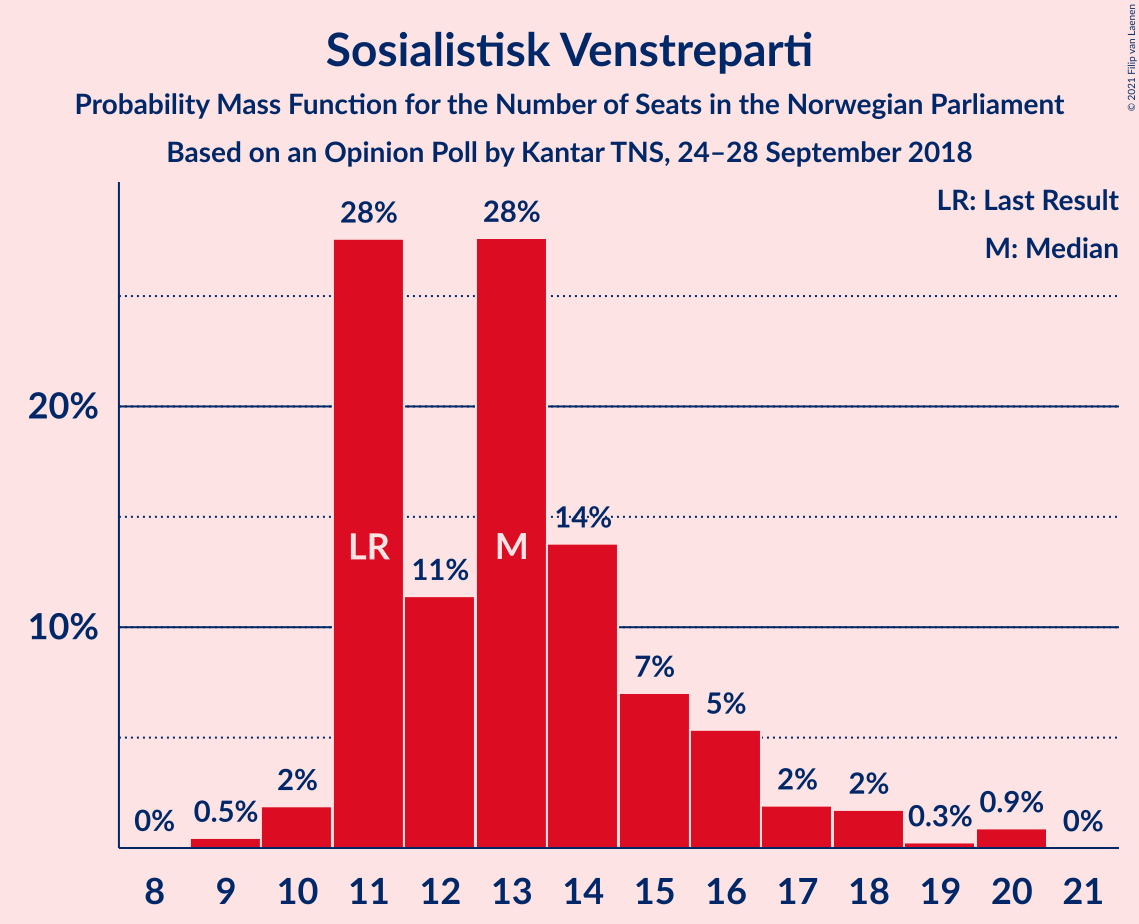 Sosialistisk Venstreparti
Probability Mass Function for the Number of Seats in the Norwegian Parliament
Based on an Opinion Poll by Kantar TNS, 24–28 September 2018
© 2021 Filip van Laenen
LR: Last Result
M: Median
28%
28%
20%
14%
LR
M
11%
10%
7%
5%
2%
2%
2%
0%
0.5%
0.3%
0.9%
0%
8 9 10 11 12 13 14 15 16 17 18 19 20 21